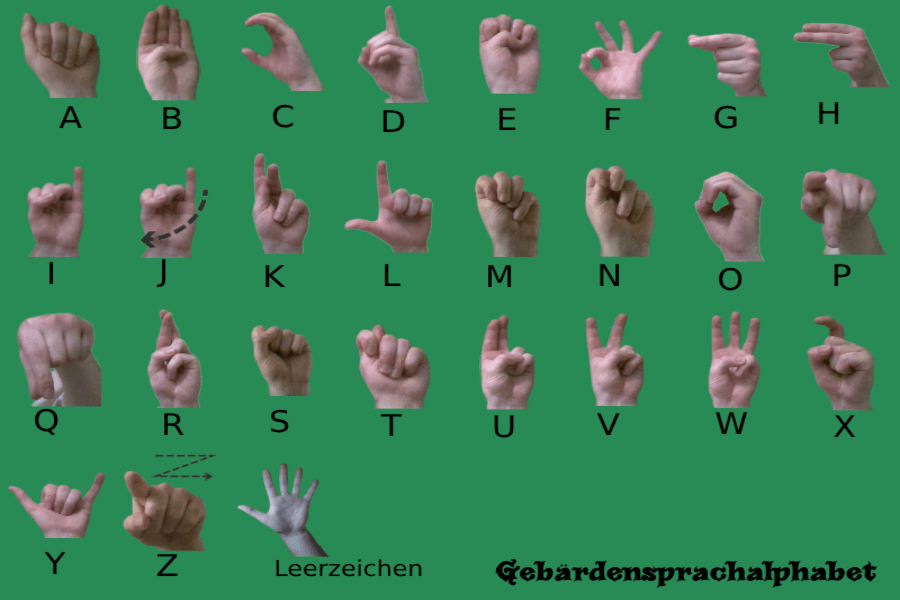 A B C D E F G H
I J K L M N O P
Q R S T U V W X
Y Z Leerzeichen
Gebärdensprachalphabet